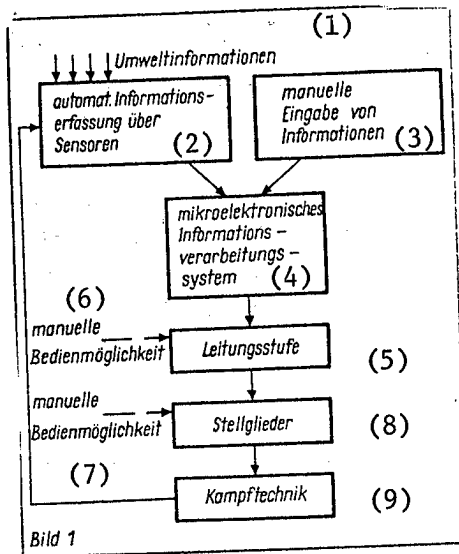 (1)
Umweltinformationen
automat. Informations-
erfassung über
Sensoren (2)
manuelle
Eingabe von
Informationen (3)
mikroelektronisches
Informations -
verarbeitungs -
system (4)
(6)
manuelle
Bedienmöglichkeit
Leitungsstufe (5)
manuelle
Bedienmöglichkeit
Stellglieder (8)
(7)
Kampftechnik (9)
Bild 1